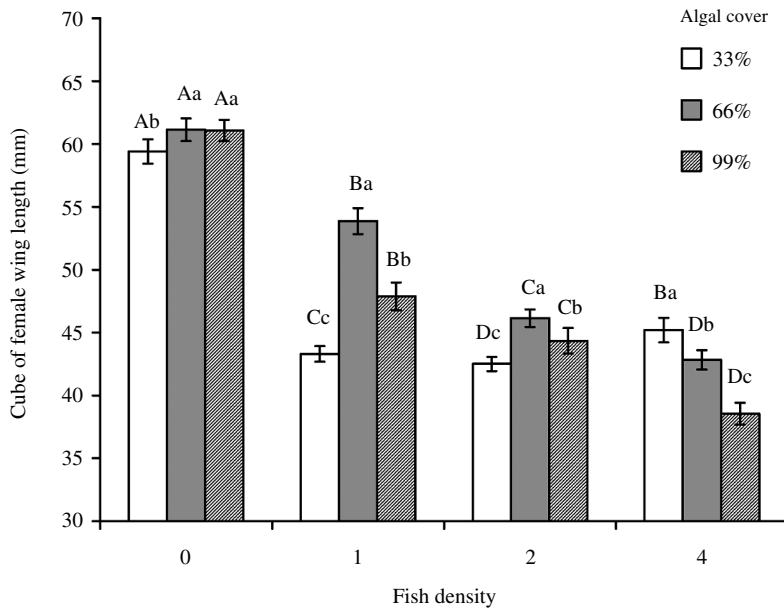 Algal cover
33%
66%
99%
Cube of female wing length (mm)
70
65
60
55
50
45
40
35
30
Ab
Aa
Aa
Cc
Ba
Bb
Dc
Ca
Cb
Ba
Db
Dc
0
1
2
4
Fish density